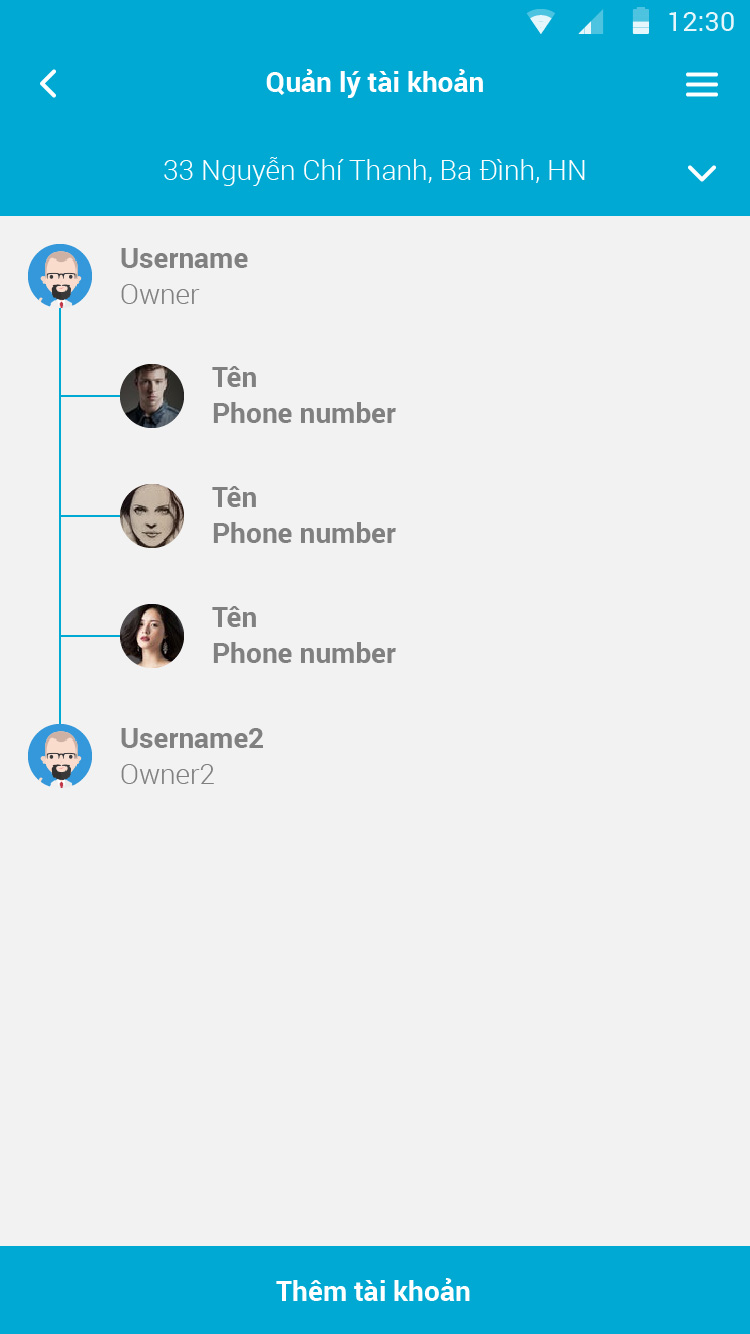 12:30
Quản lý tài khoản
33 Nguyễn Chí Thanh, Ba Đình, HN
Username
Owner
Tên
Phone number
Tên
Phone number
Tên
Phone number
Username2
Owner2
Thêm tài khoản